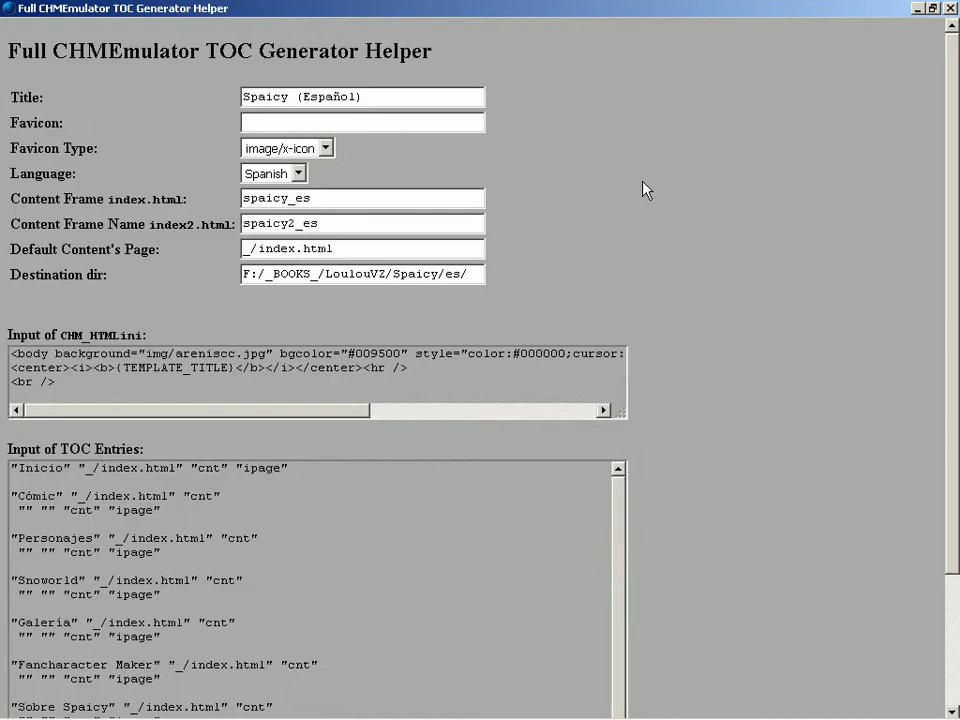 Full CHMEmulator TOC Generator Helper
Full CHMEmulator TOC Generator Helper
Title: Spaicy (Español)
Favicon:
Favicon Type: image/x-icon
Language: Spanish
Content Frame index.html: spaicy_es
Content Frame Name index2.html: spaicy2_es
Default Content's Page: _/index.html
Destination dir: F:/_BOOKS_/LoulouVZ/Spaicy/es/
Input of CHM_HTMLini:
<body background="img/areniscc.jpg" bgcolor="#009500" style="color:#000000;cursor:
<center><i><b>{TEMPLATE_TITLE}</b></i></center><hr />
<br />
Input of TOC Entries:
"Inicio" "_/index.html" "cnt" "ipage"
"Cómic" "_/index.html" "cnt"
"" "" "cnt" "ipage"
"Personajes" "_/index.html" "cnt"
"" "" "cnt" "ipage"
"Snoworld" "_/index.html" "cnt"
"" "" "cnt" "ipage"
"Galería" "_/index.html" "cnt"
"" "" "cnt" "ipage"
"Fancharacter Maker" "_/index.html" "cnt"
"" "" "cnt" "ipage"
"Sobre Spaicy" "_/index.html" "cnt"